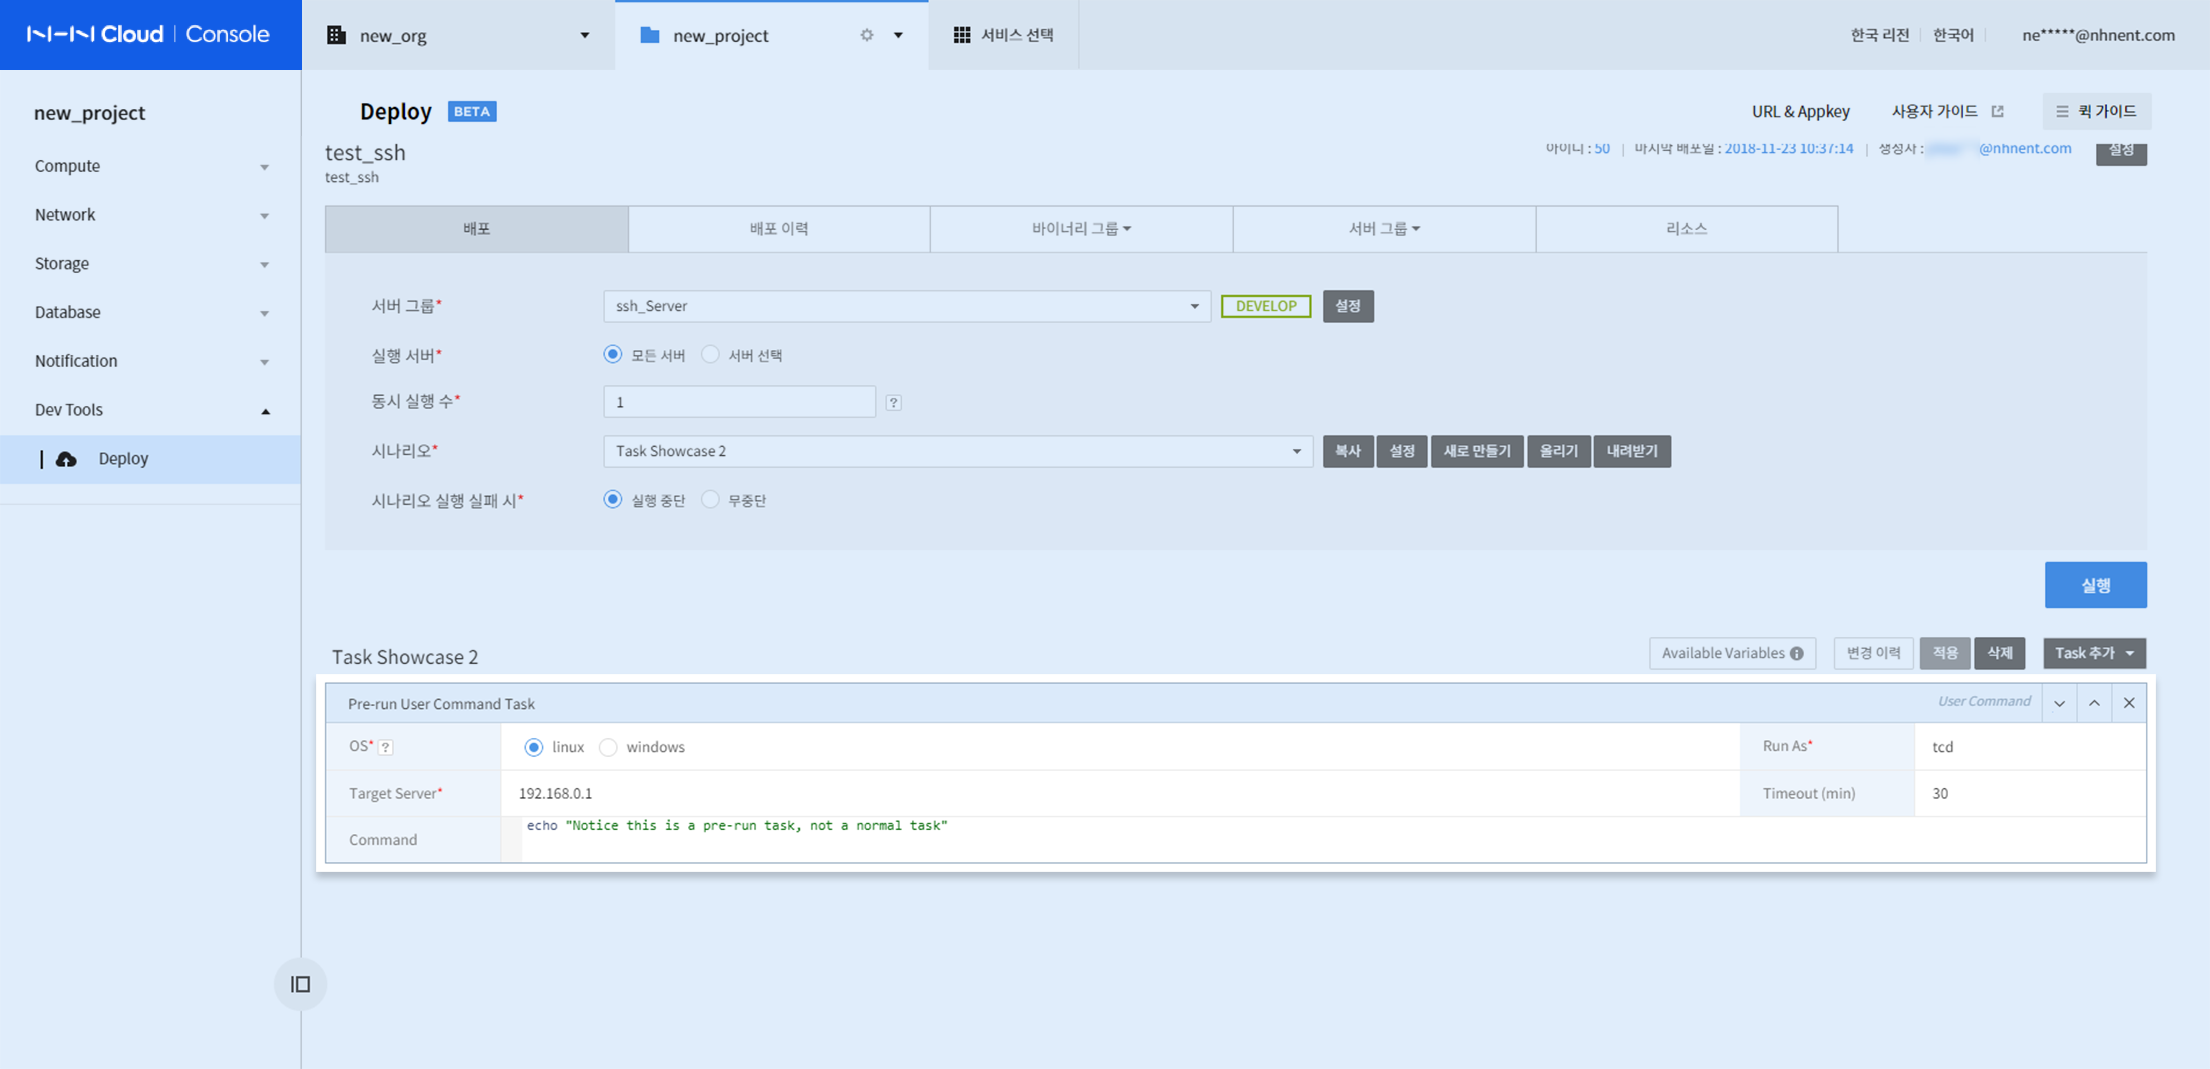 NHN Cloud | Console
new_org
new_project
서비스 선택
한국 리전
한국어
ne*****@nhnent.com
new_project
Compute
Network
Storage
Database
Notification
Dev Tools
Deploy
Deploy BETA
URL & Appkey
사용자 가이드
퀵 가이드
test_ssh
test_ssh
아이디 : 50 | 마지막 배포일 : 2018-11-23 10:37:14 | 생성자 : @nhnent.com
설정
배포
배포 이력
바이너리 그룹
서버 그룹
리소스
서버 그룹*
ssh_Server
DEVELOP
설정
실행 서버*
모든 서버
서버 선택
동시 실행 수*
1
?
시나리오*
Task Showcase 2
복사
설정
새로 만들기
올리기
내려받기
시나리오 실행 실패 시*
실행 중단
무중단
실행
Task Showcase 2
Available Variables
변경 이력
적용
삭제
Task 추가
Pre-run User Command Task
User Command
OS* ?
linux
windows
Run As*
tcd
Target Server*
192.168.0.1
Timeout (min)
30
Command
echo "Notice this is a pre-run task, not a normal task"